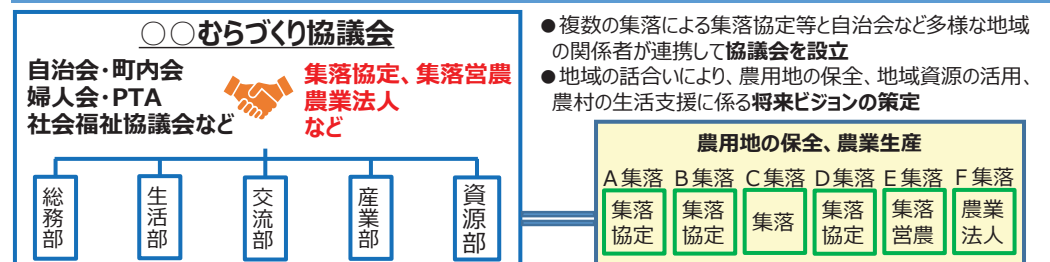 ○○むらづくり協議会
自治会・町内会
婦人会・PTA
社会福祉協議会など
集落協定、集落営農
農業法人
など
総務部
生活部
交流部
産業部
資源部
●複数の集落による集落協定等と自治会など多様な地域
の関係者が連携して協議会を設立
●地域の話合いにより、農用地の保全、地域資源の活用、
農村の生活支援に係る将来ビジョンの策定
農用地の保全、農業生産
A集落 B集落 C集落 D集落 E集落 F集落
集落
協定
集落
協定
集落
集落
協定
集落
営農
農業
法人